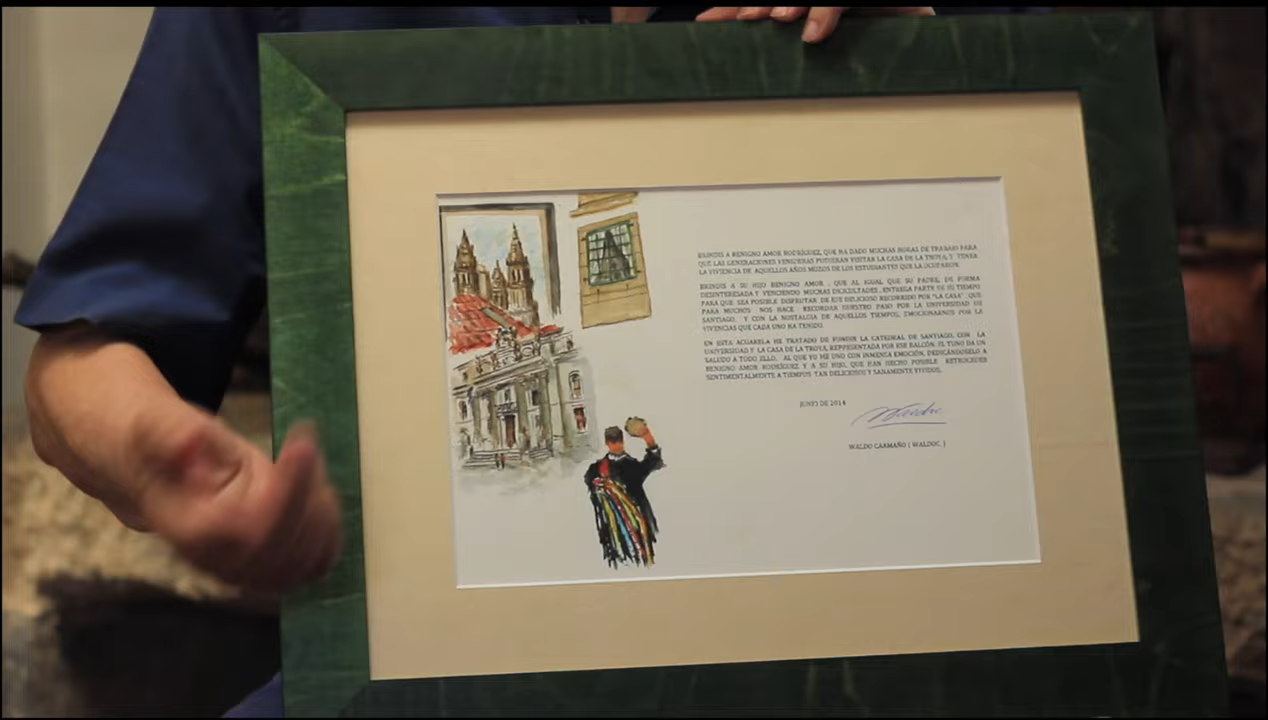 BRINDIS A BENIGNO AMOR RODRÍGUEZ, QUE HA DADO MUCHAS HORAS DE TRABAJO PARA
QUE LAS GENERACIONES VENIDERAS PUDIERAN VISITAR LA CASA DE LA TROYA, Y TENER
LA VIVENCIA DE AQUELLOS AÑOS MOZOS DE LOS ESTUDIANTES QUE LA OCUPARON.
BRINDIS A SU HIJO BENIGNO AMOR, QUE AL IGUAL QUE SU PADRE, DE FORMA
DESINTERESADA Y VENCIENDO MUCHAS DIFICULTADES, ENTREGA PARTE DE SU TIEMPO
PARA QUE SEA POSIBLE DISFRUTAR DE ESE DELICIOSO RECORRIDO POR "LA CASA", QUE
PARA MUCHOS NOS HACE RECORDAR NUESTRO PASO POR LA UNIVERSIDAD DE
SANTIAGO, Y CON LA NOSTALGIA DE AQUELLOS TIEMPOS, EMOCIONARNOS POR LA
VIVENCIAS QUE CADA UNO HA TENIDO.
EN ESTA ACUARELA HE TRATADO DE FUNDIR LA CATEDRAL DE SANTIAGO, CON LA
UNIVERSIDAD Y LA CASA DE LA TROYA, REPRESENTADA POR ESE BALCÓN. EL TUNO DA UN
SALUDO A TODO ELLO, AL QUE YO ME UNO CON INMENSA EMOCIÓN, DEDICÁNDOSELO A
BENIGNO AMOR RODRÍGUEZ Y A SU HIJO, QUE HAN HECHO POSIBLE RETROCEDER
SENTIMENTALMENTE A TIEMPOS TAN DELICIOSOS Y SANAMENTE VIVIDOS.
JUNIO DE 2014
WALDO CAAMAÑO ( WALDOC )